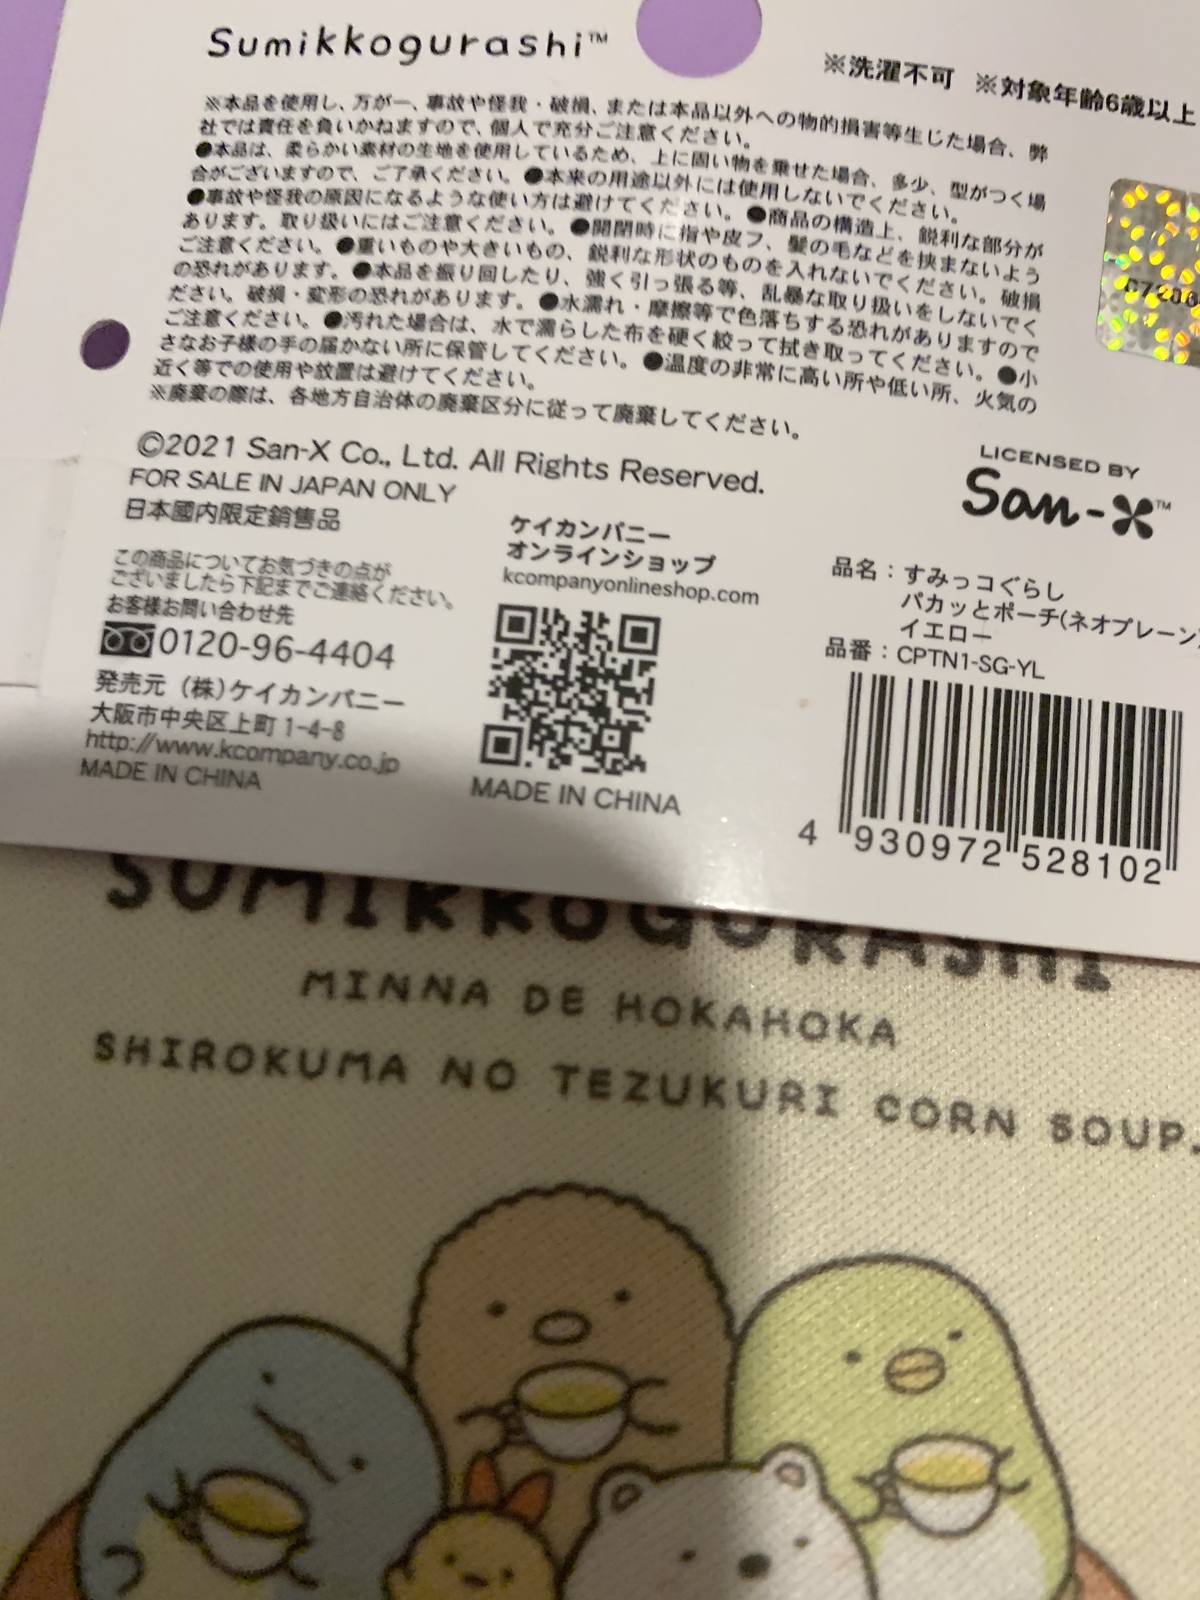 Sumikkogurashi™
※洗濯不可 ※対象年齢6歳以上
※本品を使用し、万が一、事故や怪我・破損、または本品以外への物的損害等生じた場合、弊
社では責任を負いかねますので、個人で充分ご注意ください。
●本品は、柔らかい素材の生地を使用しているため、上に固い物を乗せた場合、多少、型がつく場
合がございますので、ご了承ください。●本来の用途以外には使用しないでください。
●事故や怪我の原因になるような使い方は避けてください。●商品の構造上、鋭利な部分が
あります。取り扱いにはご注意ください。●開閉時に指や皮フ、髪の毛などを挟まないよう
ご注意ください。●重いものや大きいもの、鋭利な形状のものを入れないでください。破損
の恐れがあります。●本品を振り回したり、強く引っ張る等、乱暴な取り扱いをしないでく
ださい。破損・変形の恐れがあります。●水濡れ・摩擦等で色落ちする恐れがありますので
ご注意ください。●汚れた場合は、水で濡らした布を硬く絞って拭き取ってください。●小
さなお子様の手の届かない所に保管してください。●温度の非常に高い所や低い所、火気の
近く等での使用や放置は避けてください。
※廃棄の際は、各地方自治体の廃棄区分に従って廃棄してください。
©2021 San-X Co., Ltd. All Rights Reserved.
FOR SALE IN JAPAN ONLY
日本國内限定銷售品
LICENSED BY
San-X™
この商品についてお気づきの点が
ございましたら下記までご連絡ください。
お客様お問い合わせ先
0120-96-4404
発売元 (株)ケイカンパニー
大阪市中央区上町 1-4-8
http://www.kcompany.co.jp
MADE IN CHINA
ケイカンパニー
オンラインショップ
kcompanyonlineshop.com
MADE IN CHINA
品名:すみっコぐらし
パカッとポーチ(ネオプレーン)
イエロー
品番:CPTN1-SG-YL
4 930972 528102
SUMIKKOGURASHI
MINNA DE HOKAHOKA
SHIROKUMA NO TEZUKURI CORN SOUP.